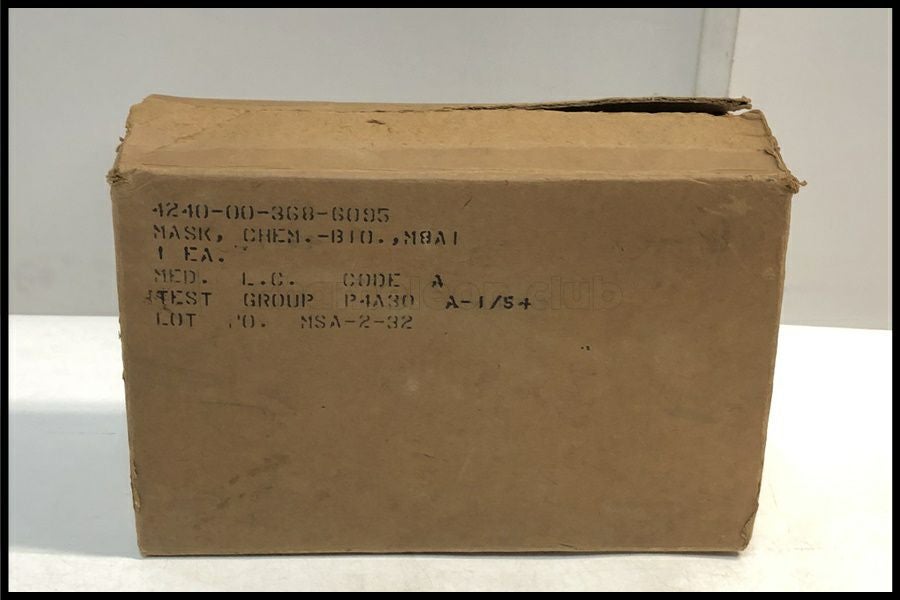 4240-00-368-6095
MASK, CHEM.-BIO.,M8A1
1 EA.
MED. L.C. CODE A
TEST GROUP P4A30 A-1/54
LOT NO. MSA-2-32